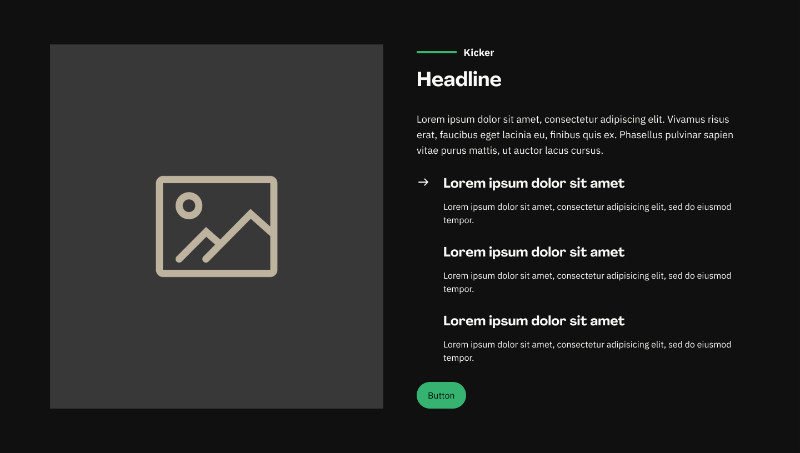 Kicker
Headline
Lorem ipsum dolor sit amet, consectetur adipiscing elit. Vivamus risus
erat, faucibus eget lacinia eu, finibus quis ex. Phasellus pulvinar sapien
vitae purus mattis, ut auctor lacus cursus.
Lorem ipsum dolor sit amet
Lorem ipsum dolor sit amet, consectetur adipisicing elit, sed do eiusmod
tempor.
Lorem ipsum dolor sit amet
Lorem ipsum dolor sit amet, consectetur adipisicing elit, sed do eiusmod
tempor.
Lorem ipsum dolor sit amet
Lorem ipsum dolor sit amet, consectetur adipisicing elit, sed do eiusmod
tempor.
Button